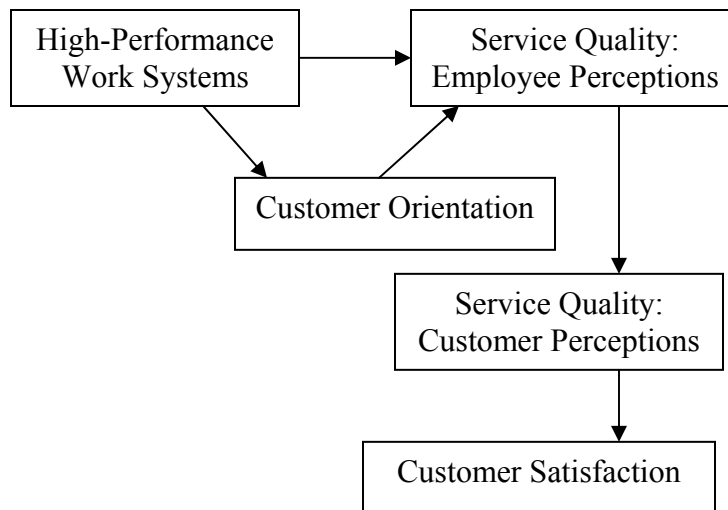 High-Performance
Work Systems
Service Quality:
Employee Perceptions
Customer Orientation
Service Quality:
Customer Perceptions
Customer Satisfaction